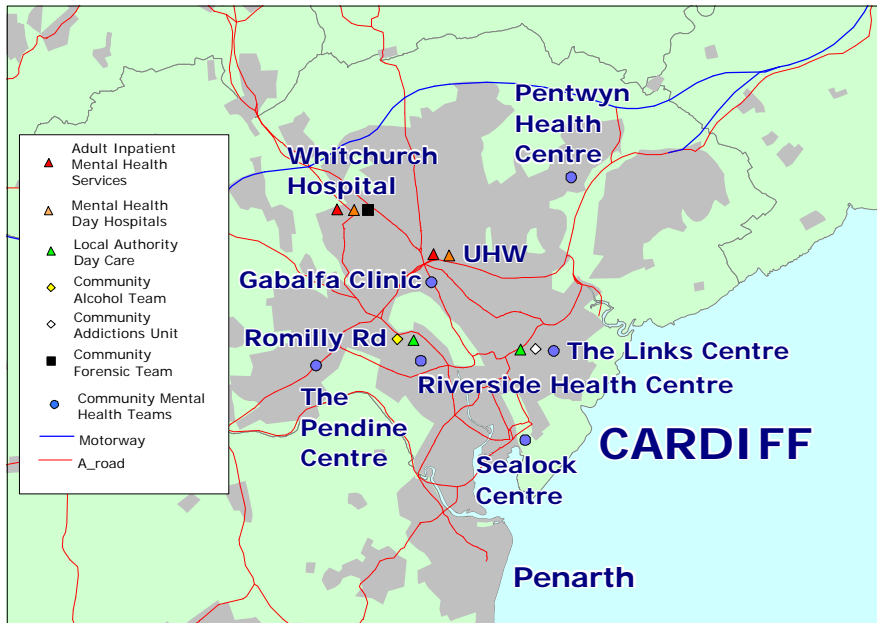 Pentwyn
Health
Centre
Whitchurch
Hospital
Adult Inpatient
Mental Health
Services
Mental Health
Day Hospitals
Local Authority
Day Care
Community
Alcohol Team
Community
Addictions Unit
Community
Forensic Team
Community Mental
Health Teams
Motorway
A_road
UHW
Gabalfa Clinic
Romilly Rd
The Links Centre
Riverside Health Centre
The
Pendine
Centre
CARDIFF
Sealock
Centre
Penarth